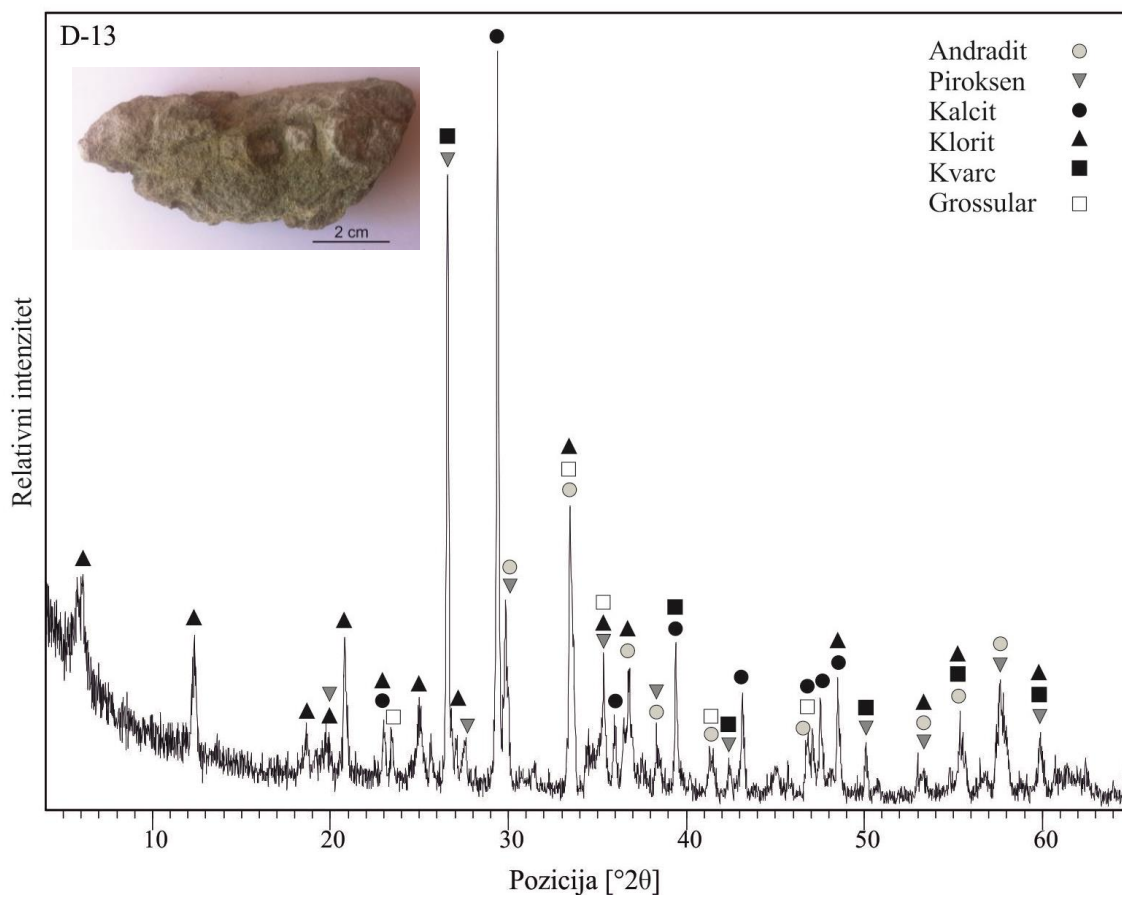 D-13
2 cm
Andradit
Piroksen
Kalcit
Klorit
Kvarc
Grossular
Relativni intenzitet
10 20 30 40 50 60
Pozicija [°2θ]